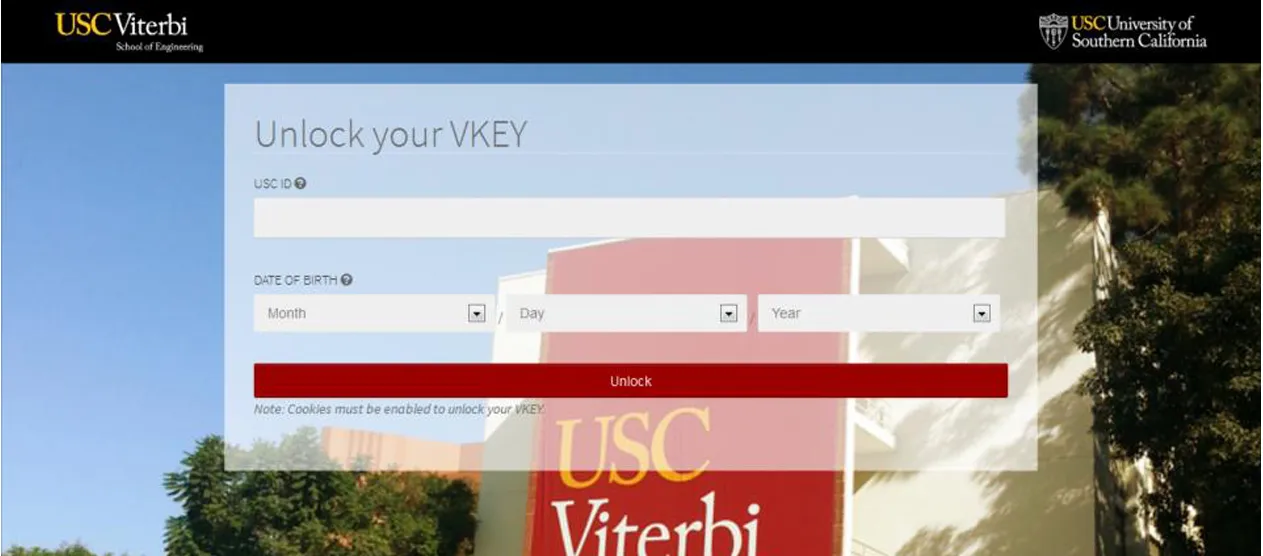 USC Viterbi
School of Engineering
USC University of
Southern California
Unlock your VKEY
USC ID
DATE OF BIRTH
Month / Day / Year
Unlock
Note: Cookies must be enabled to unlock your VKEY.
USC
Viterbi